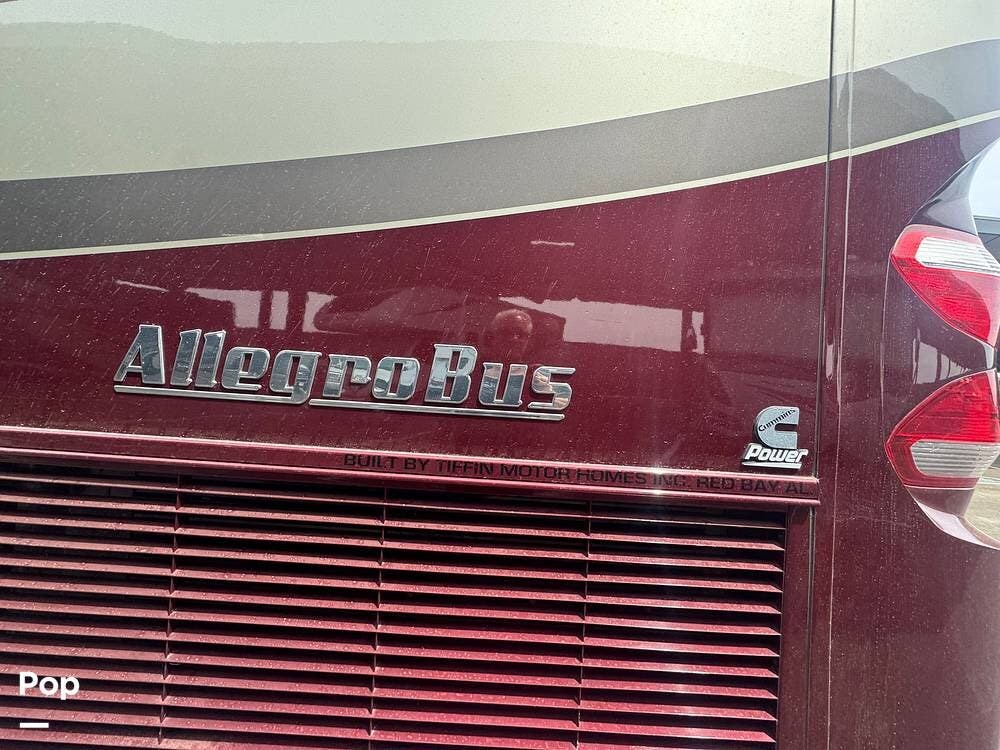 AllegroBus
Cummins
Power
BUILT BY TIFFIN MOTOR HOMES INC. RED BAY AL.
Pop